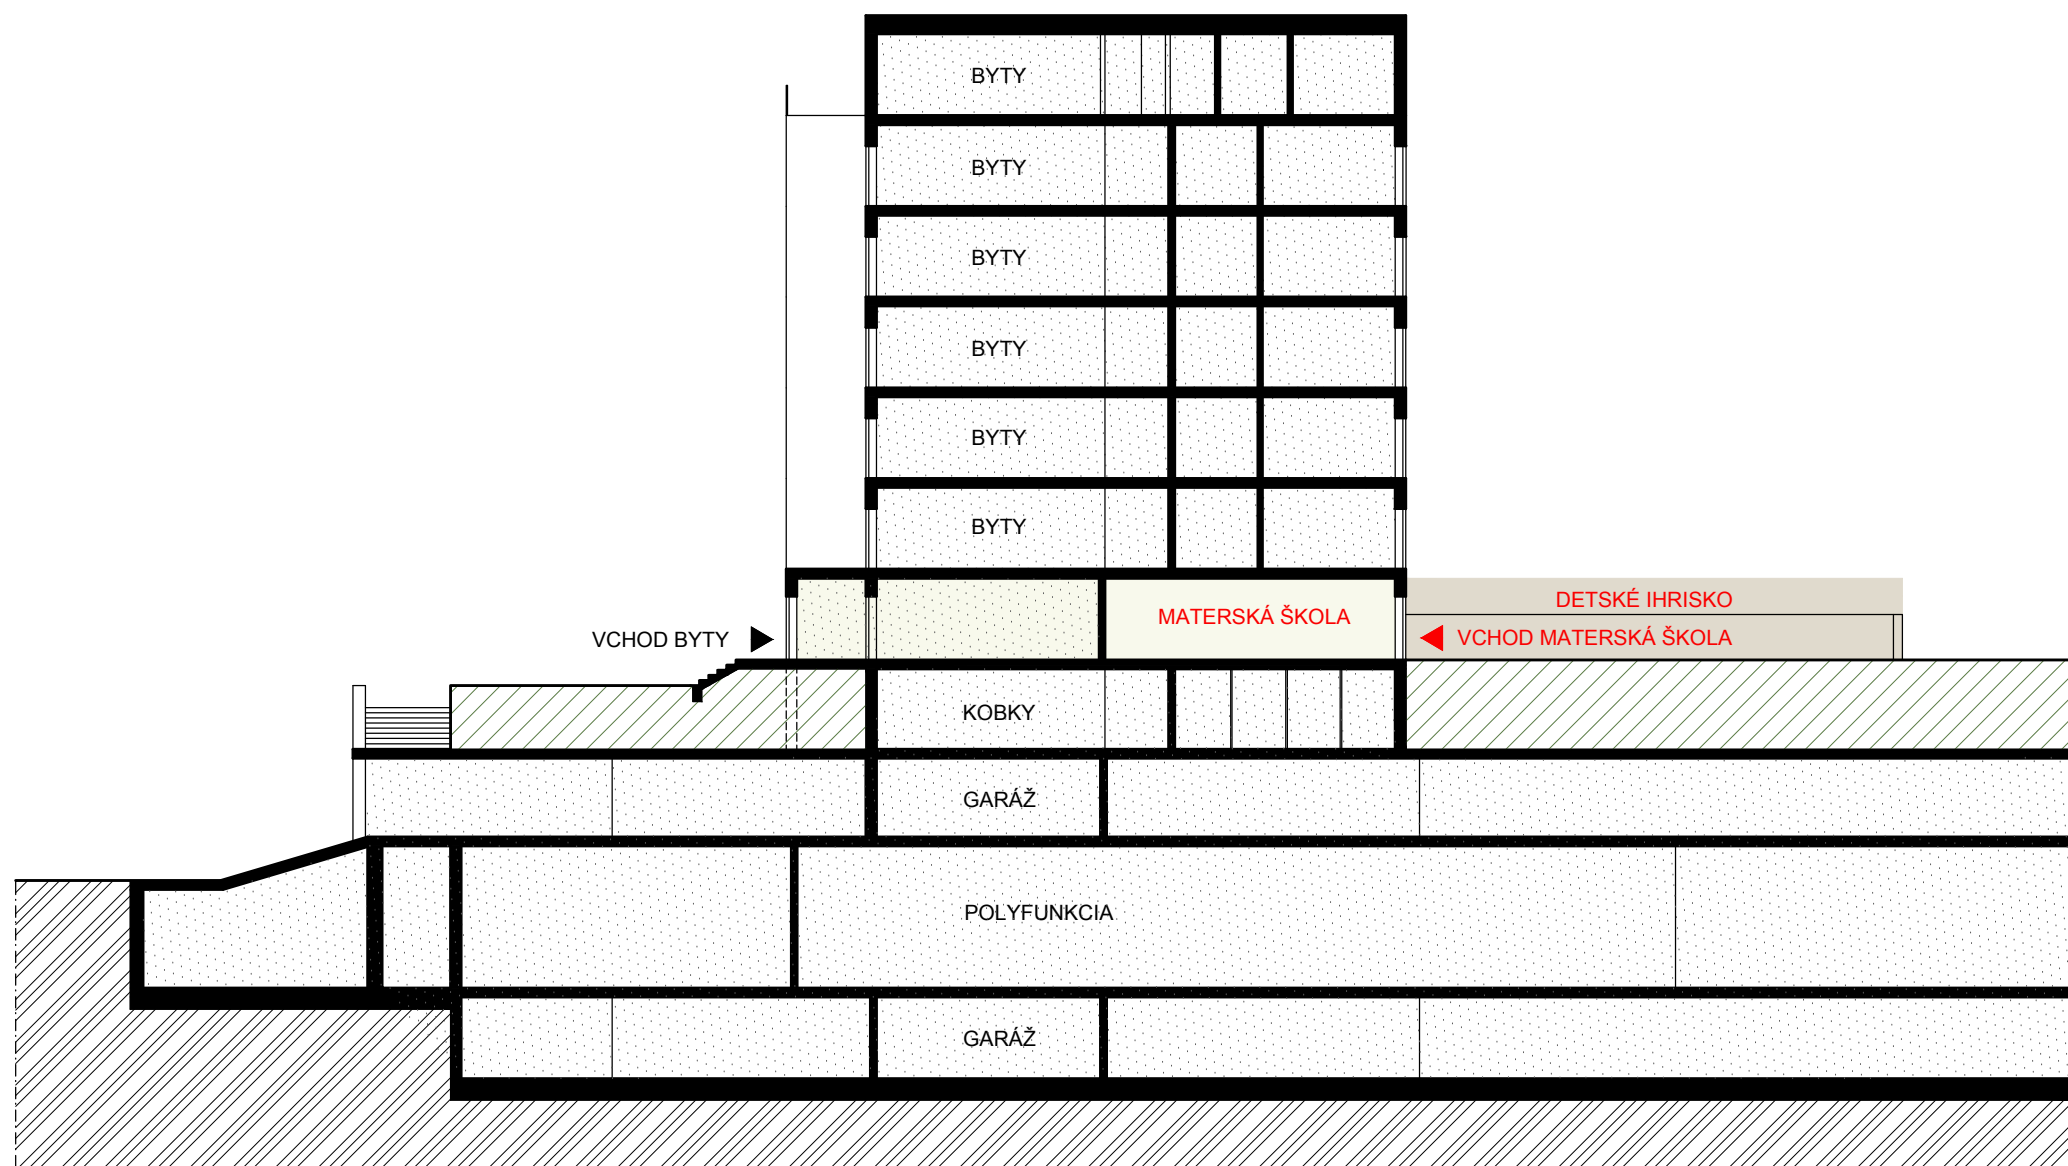 BYTY
BYTY
BYTY
BYTY
BYTY
BYTY
DETSKÉ IHRISKO
MATERSKÁ ŠKOLA
VCHOD BYTY
VCHOD MATERSKÁ ŠKOLA
KOBKY
GARÁŽ
POLYFUNKCIA
GARÁŽ